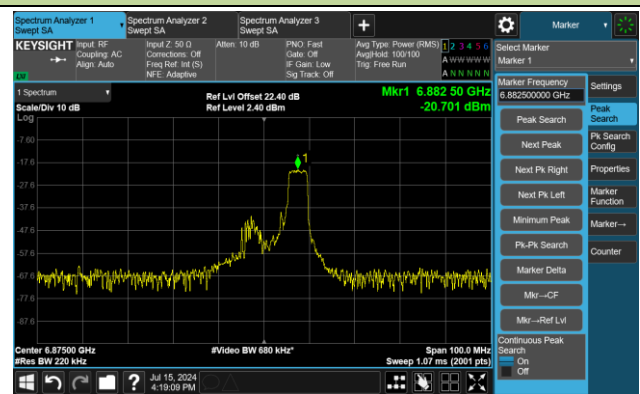 Spectrum Analyzer 1
Swept SA
Spectrum Analyzer 2
Swept SA
Spectrum Analyzer 3
Swept SA
+
Marker
KEYSIGHT
Input: RF
Coupling: AC
Align: Auto
Input Z: 50 Ω
Corrections: Off
Freq Ref: Int (S)
NFE: Adaptive
Atten: 10 dB
PNO: Fast
Gate: Off
IF Gain: Low
Sig Track: Off
Avg Type: Power (RMS)
Avg|Hold: 100/100
Trig: Free Run
1 2 3 4 5 6
A W W W W W
A N N N N N
LXI
Select Marker
Marker 1
1 Spectrum
Scale/Div 10 dB
Log
Ref Lvl Offset 22.40 dB
Ref Level 2.40 dBm
Mkr1 6.882 50 GHz
-20.701 dBm
1
-7.60
-17.6
-27.6
-37.6
-47.6
-57.6
-67.6
-77.6
-87.6
Center 6.87500 GHz
#Res BW 220 kHz
#Video BW 680 kHz*
Span 100.0 MHz
Sweep 1.07 ms (2001 pts)
Marker Frequency
6.882500000 GHz
Peak Search
Next Peak
Next Pk Right
Next Pk Left
Minimum Peak
Pk-Pk Search
Marker Delta
Mkr→CF
Mkr→Ref Lvl
Continuous Peak
Search
On
Off
Settings
Peak
Search
Pk Search
Config
Properties
Marker
Function
Marker→
Counter
?
Jul 15, 2024
4:19:09 PM